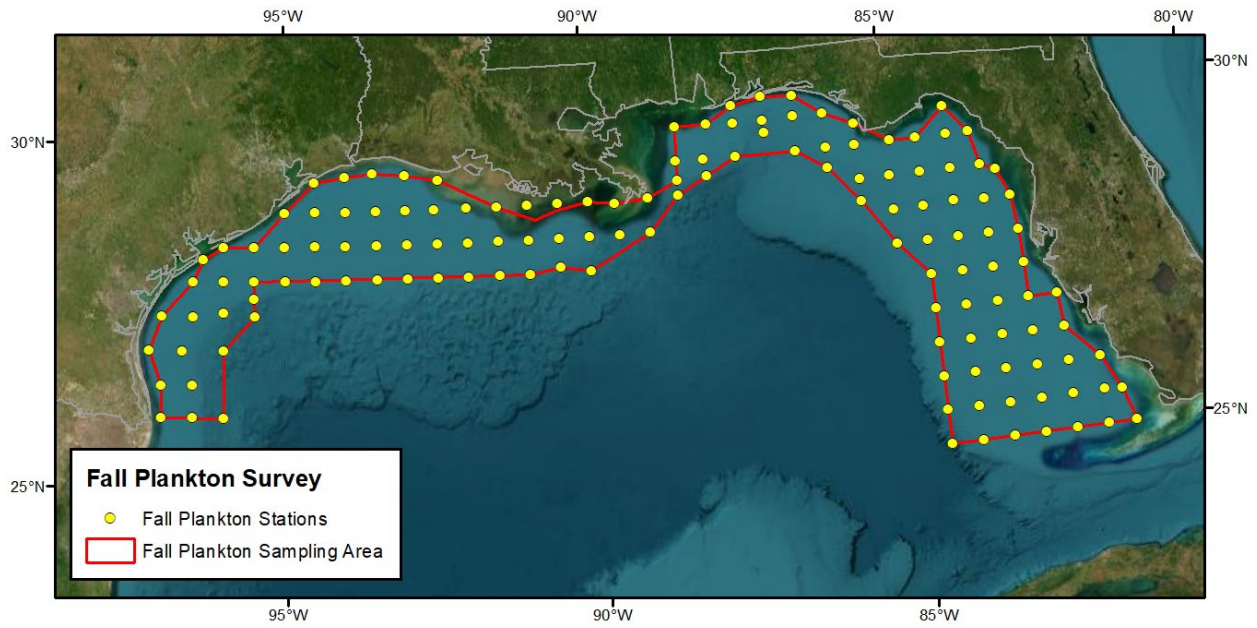 95°W 90°W 85°W 80°W
30°N
30°N
25°N
25°N
Fall Plankton Survey
Fall Plankton Stations
Fall Plankton Sampling Area
95°W 90°W 85°W